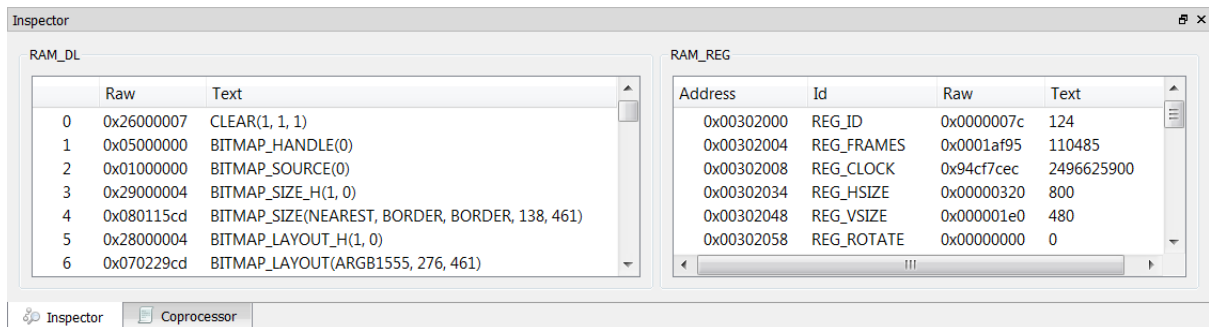 Inspector
RAM_DL
Raw Text
0 0x26000007 CLEAR(1, 1, 1)
1 0x05000000 BITMAP_HANDLE(0)
2 0x01000000 BITMAP_SOURCE(0)
3 0x29000004 BITMAP_SIZE_H(1, 0)
4 0x080115cd BITMAP_SIZE(NEAREST, BORDER, BORDER, 138, 461)
5 0x28000004 BITMAP_LAYOUT_H(1, 0)
6 0x070229cd BITMAP_LAYOUT(ARGB1555, 276, 461)
RAM_REG
Address Id Raw Text
0x00302000 REG_ID 0x0000007c 124
0x00302004 REG_FRAMES 0x0001af95 110485
0x00302008 REG_CLOCK 0x94cf7cec 2496625900
0x00302034 REG_HSIZE 0x00000320 800
0x00302048 REG_VSIZE 0x000001e0 480
0x00302058 REG_ROTATE 0x00000000 0
Inspector Coprocessor